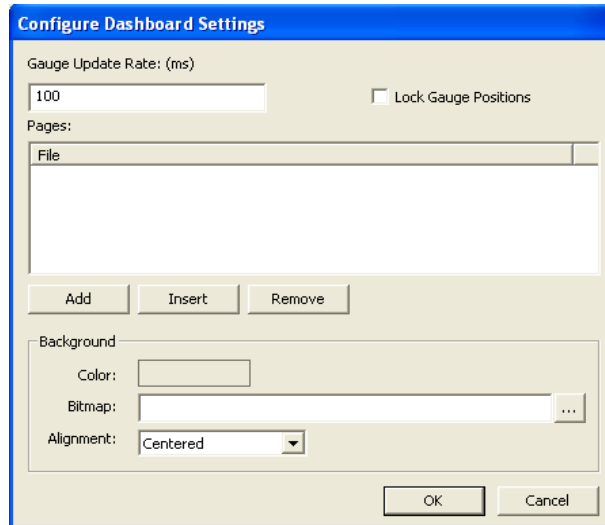 Configure Dashboard Settings
Gauge Update Rate: (ms)
100
Lock Gauge Positions
Pages:
File
Add Insert Remove
Background
Color:
Bitmap:
...
Alignment: Centered
OK Cancel